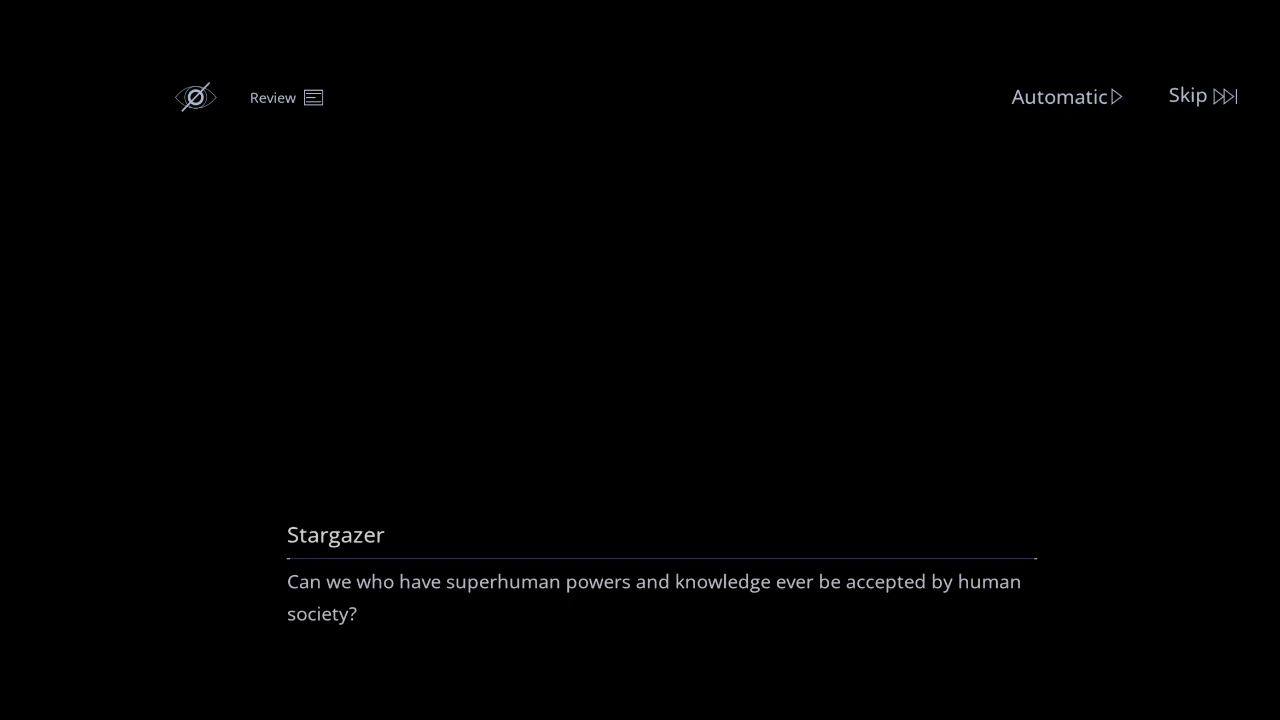 Review
Automatic
Skip
Stargazer
Can we who have superhuman powers and knowledge ever be accepted by human
society?